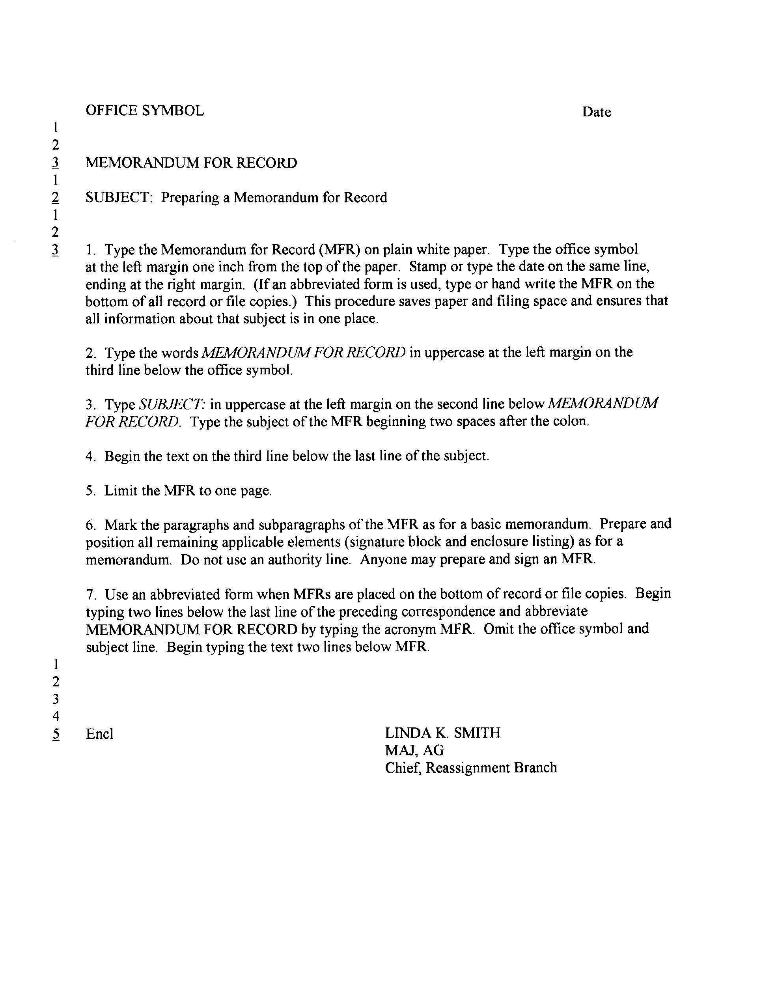 OFFICE SYMBOL Date
1
2
3 MEMORANDUM FOR RECORD
1
2 SUBJECT: Preparing a Memorandum for Record
1
2
3 1. Type the Memorandum for Record (MFR) on plain white paper. Type the office symbol
at the left margin one inch from the top of the paper. Stamp or type the date on the same line,
ending at the right margin. (If an abbreviated form is used, type or hand write the MFR on the
bottom of all record or file copies.) This procedure saves paper and filing space and ensures that
all information about that subject is in one place.
2. Type the words MEMORANDUM FOR RECORD in uppercase at the left margin on the
third line below the office symbol.
3. Type SUBJECT: in uppercase at the left margin on the second line below MEMORANDUM
FOR RECORD. Type the subject of the MFR beginning two spaces after the colon.
4. Begin the text on the third line below the last line of the subject.
5. Limit the MFR to one page.
6. Mark the paragraphs and subparagraphs of the MFR as for a basic memorandum. Prepare and
position all remaining applicable elements (signature block and enclosure listing) as for a
memorandum. Do not use an authority line. Anyone may prepare and sign an MFR.
7. Use an abbreviated form when MFRs are placed on the bottom of record or file copies. Begin
typing two lines below the last line of the preceding correspondence and abbreviate
MEMORANDUM FOR RECORD by typing the acronym MFR. Omit the office symbol and
subject line. Begin typing the text two lines below MFR.
1
2
3
4
5 Encl LINDA K. SMITH
MAJ, AG
Chief, Reassignment Branch